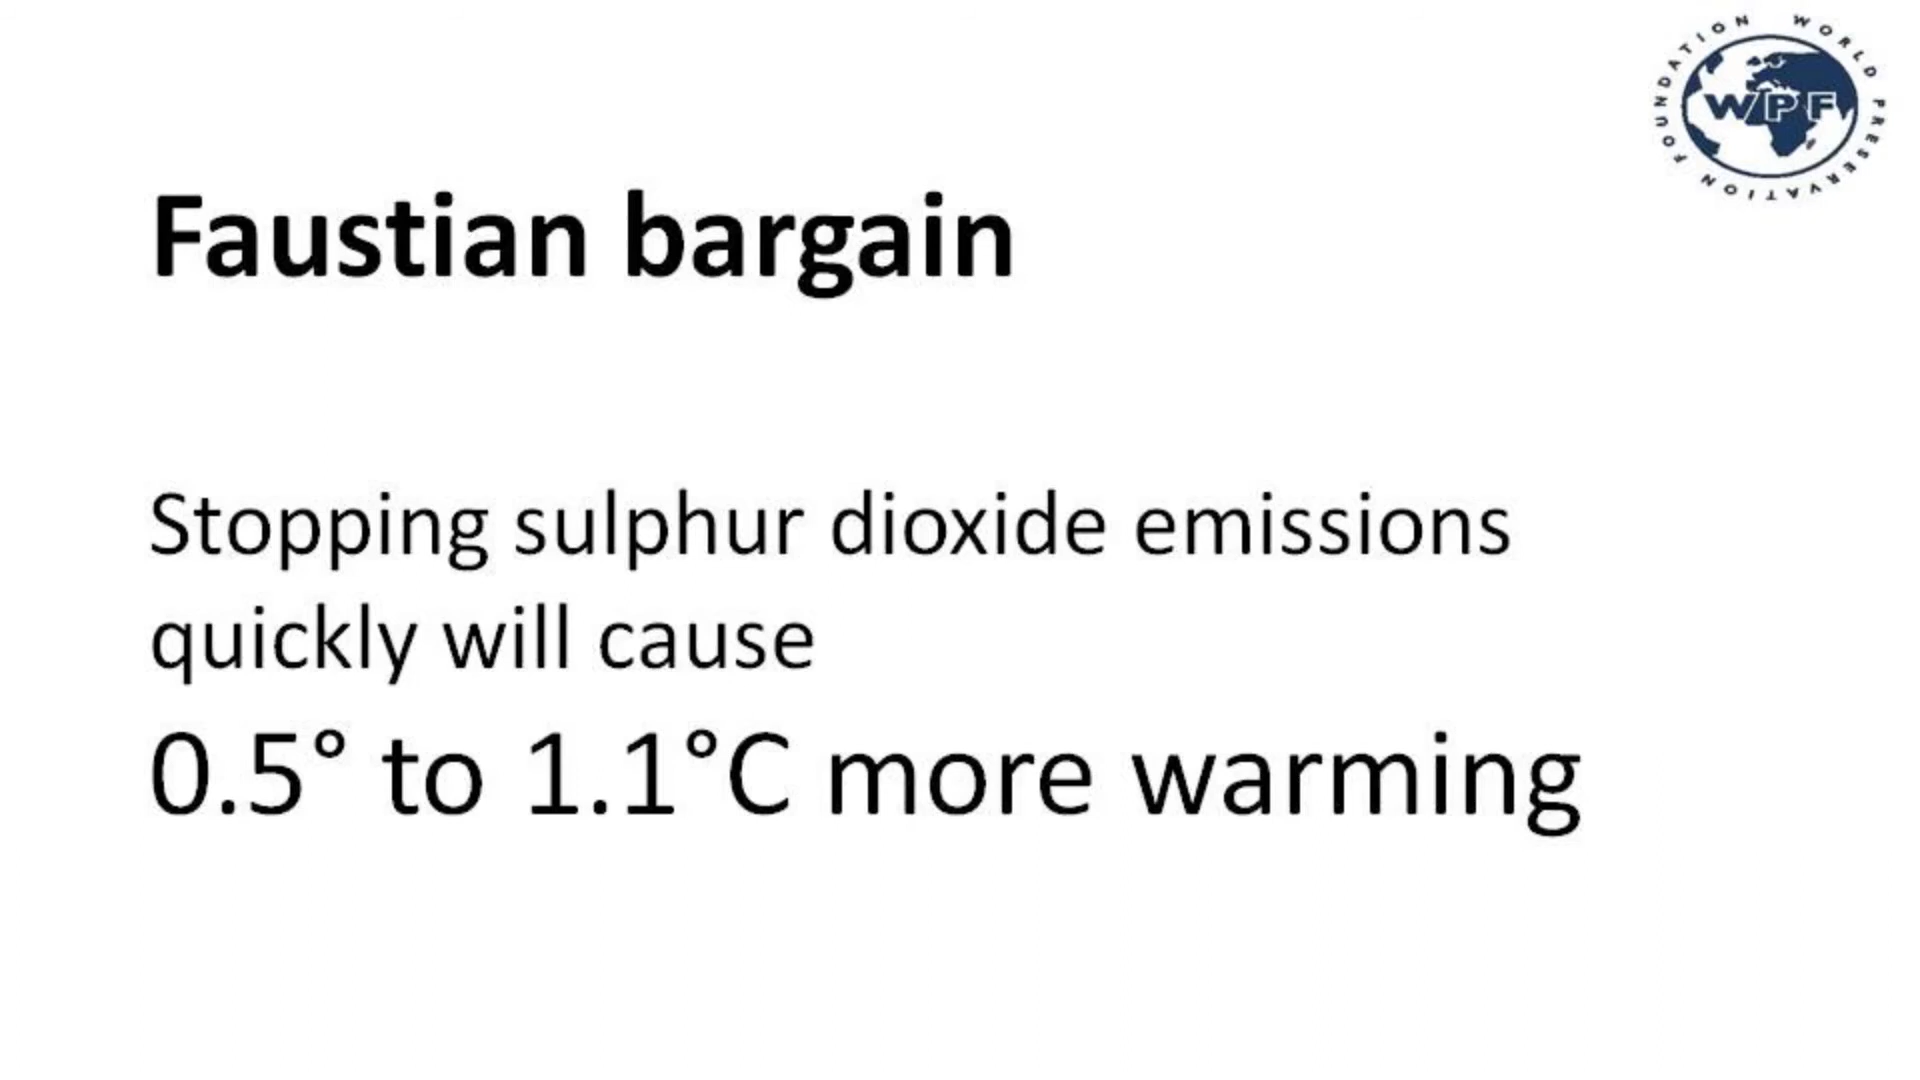 WORLD PRESERVATION FOUNDATION
WPF
Faustian bargain
Stopping sulphur dioxide emissions
quickly will cause
0.5° to 1.1°C more warming